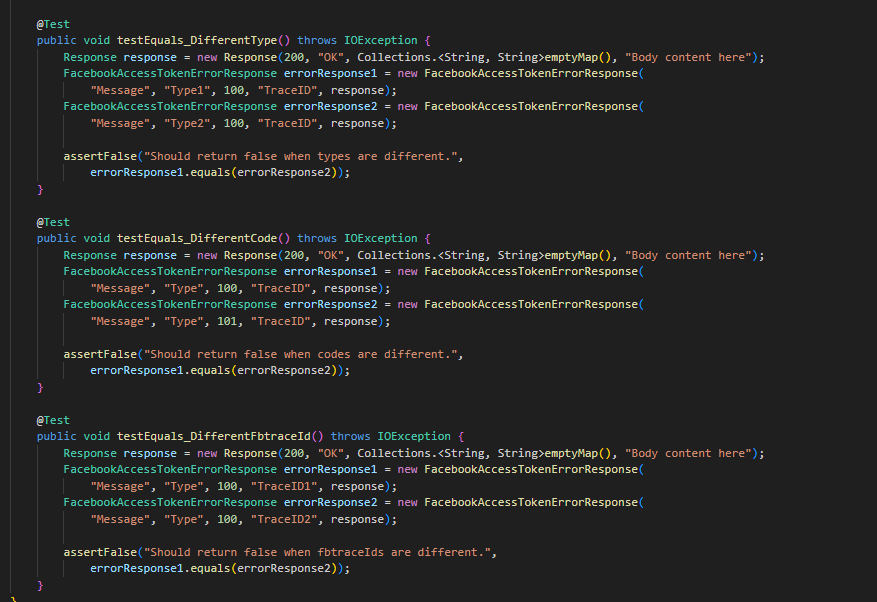 @Test
public void testEquals_DifferentType() throws IOException {
Response response = new Response(200, "OK", Collections.<String, String>emptyMap(), "Body content here");
FacebookAccessTokenErrorResponse errorResponse1 = new FacebookAccessTokenErrorResponse(
"Message", "Type1", 100, "TraceID", response);
FacebookAccessTokenErrorResponse errorResponse2 = new FacebookAccessTokenErrorResponse(
"Message", "Type2", 100, "TraceID", response);
assertFalse("Should return false when types are different.",
errorResponse1.equals(errorResponse2));
}
@Test
public void testEquals_DifferentCode() throws IOException {
Response response = new Response(200, "OK", Collections.<String, String>emptyMap(), "Body content here");
FacebookAccessTokenErrorResponse errorResponse1 = new FacebookAccessTokenErrorResponse(
"Message", "Type", 100, "TraceID", response);
FacebookAccessTokenErrorResponse errorResponse2 = new FacebookAccessTokenErrorResponse(
"Message", "Type", 101, "TraceID", response);
assertFalse("Should return false when codes are different.",
errorResponse1.equals(errorResponse2));
}
@Test
public void testEquals_DifferentFbtraceId() throws IOException {
Response response = new Response(200, "OK", Collections.<String, String>emptyMap(), "Body content here");
FacebookAccessTokenErrorResponse errorResponse1 = new FacebookAccessTokenErrorResponse(
"Message", "Type", 100, "TraceID1", response);
FacebookAccessTokenErrorResponse errorResponse2 = new FacebookAccessTokenErrorResponse(
"Message", "Type", 100, "TraceID2", response);
assertFalse("Should return false when fbtraceIds are different.",
errorResponse1.equals(errorResponse2));
}
}